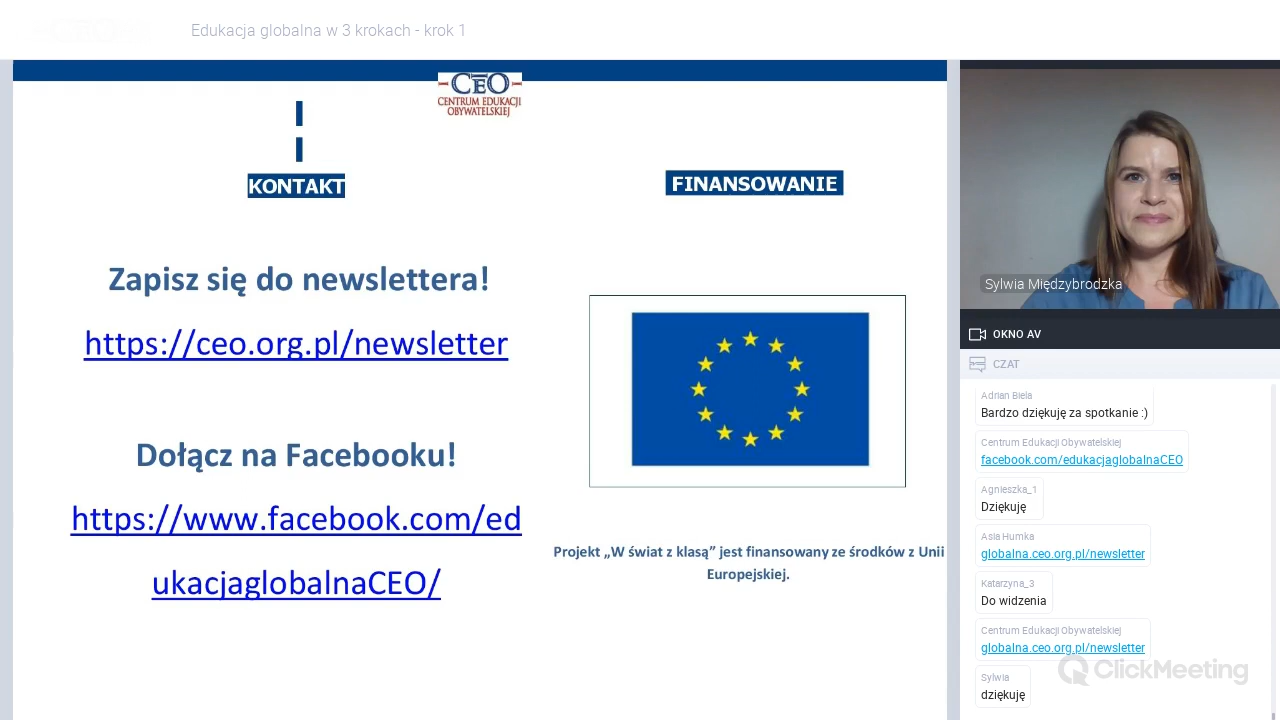 Edukacja globalna w 3 krokach - krok 1
CEO
CENTRUM EDUKACJI
OBYWATELSKIEJ
KONTAKT
FINANSOWANIE
Zapisz się do newslettera!
https://ceo.org.pl/newsletter
Dołącz na Facebooku!
https://www.facebook.com/ed
ukacjaglobalnaCEO/
Projekt „W świat z klasą” jest finansowany ze środków z Unii
Europejskiej.
Sylwia Międzybrodzka
OKNO AV
CZAT
Adrian Biela
Bardzo dziękuję za spotkanie :)
Centrum Edukacji Obywatelskiej
facebook.com/edukacjaglobalnaCEO
Agnieszka_1
Dziękuję
Asia Humka
globalna.ceo.org.pl/newsletter
Katarzyna_3
Do widzenia
Centrum Edukacji Obywatelskiej
globalna.ceo.org.pl/newsletter
ClickMeeting
Sylwia
dziękuję